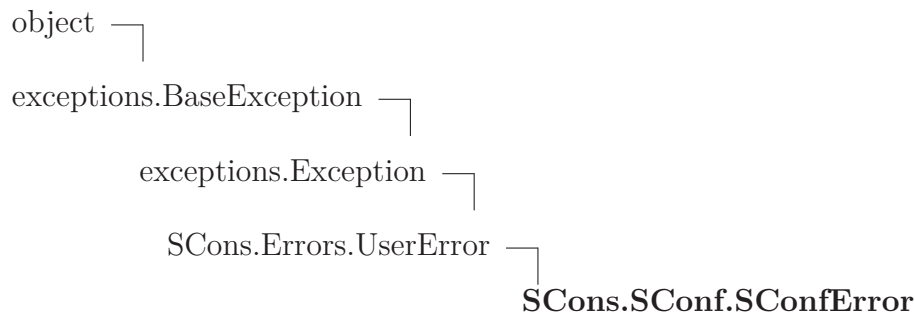 object
exceptions.BaseException
exceptions.Exception
SCons.Errors.UserError
SCons.SConf.SConfError